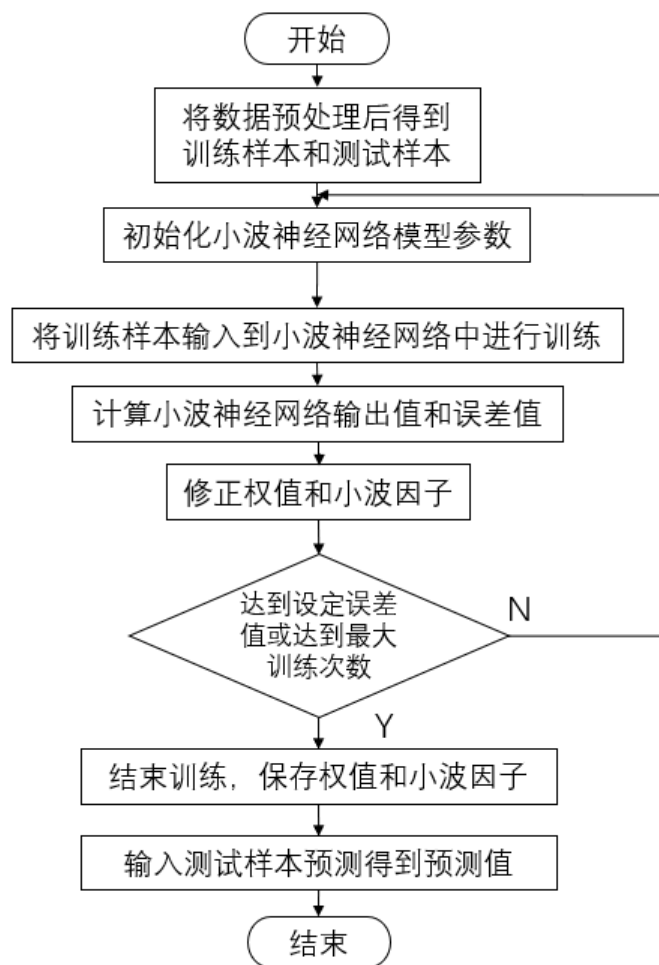 开始
将数据预处理后得到
训练样本和测试样本
初始化小波神经网络模型参数
将训练样本输入到小波神经网络中进行训练
计算小波神经网络输出值和误差值
修正权值和小波因子
达到设定误差
值或达到最大
训练次数
N
Y
结束训练，保存权值和小波因子
输入测试样本预测得到预测值
结束